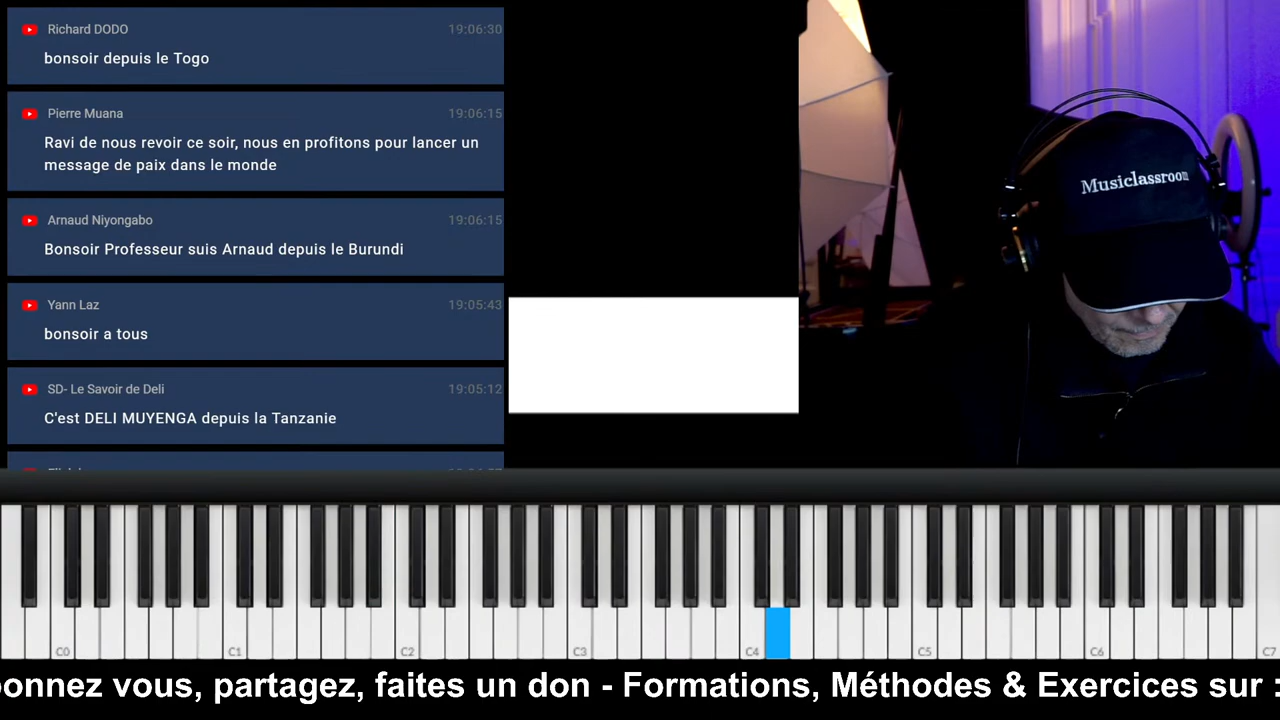 Richard DODO 19:06:30
bonsoir depuis le Togo
Pierre Muana 19:06:15
Ravi de nous revoir ce soir, nous en profitons pour lancer un
message de paix dans le monde
Arnaud Niyongabo 19:06:15
Bonsoir Professeur suis Arnaud depuis le Burundi
Yann Laz 19:05:43
bonsoir a tous
SD- Le Savoir de Deli 19:05:12
C'est DELI MUYENGA depuis la Tanzanie
Musiclassroom
C0 C1 C2 C3 C4 C5 C6 C7
onnez vous, partagez, faites un don - Formations, Méthodes & Exercices sur :